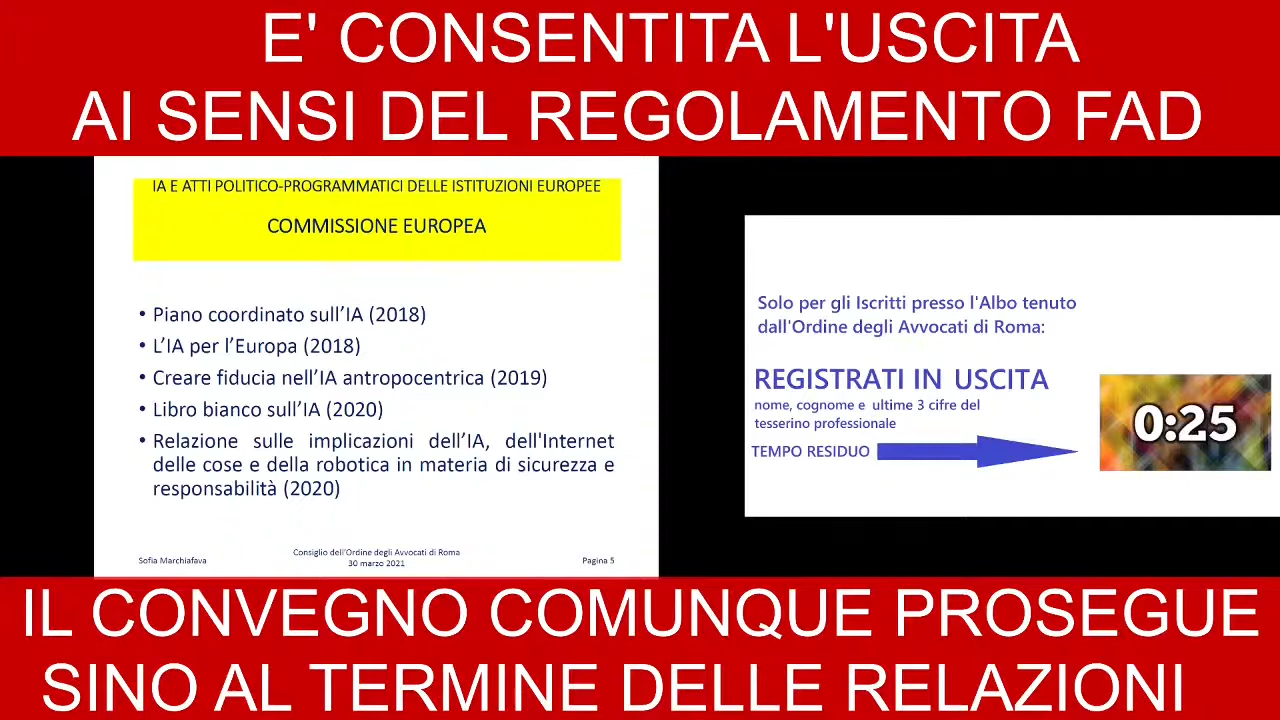 E' CONSENTITA L'USCITA
AI SENSI DEL REGOLAMENTO FAD
IA E ATTI POLITICO-PROGRAMMATICI DELLE ISTITUZIONI EUROPEE
COMMISSIONE EUROPEA
• Piano coordinato sull’IA (2018)
• L’IA per l’Europa (2018)
• Creare fiducia nell’IA antropocentrica (2019)
• Libro bianco sull’IA (2020)
• Relazione sulle implicazioni dell’IA, dell'Internet
delle cose e della robotica in materia di sicurezza e
responsabilità (2020)
Sofia Marchiafava
Consiglio dell'Ordine degli Avvocati di Roma
30 marzo 2021
Pagina 5
Solo per gli Iscritti presso l'Albo tenuto
dall'Ordine degli Avvocati di Roma:
REGISTRATI IN USCITA
nome, cognome e ultime 3 cifre del
tesserino professionale
TEMPO RESIDUO
0:25
IL CONVEGNO COMUNQUE PROSEGUE
SINO AL TERMINE DELLE RELAZIONI